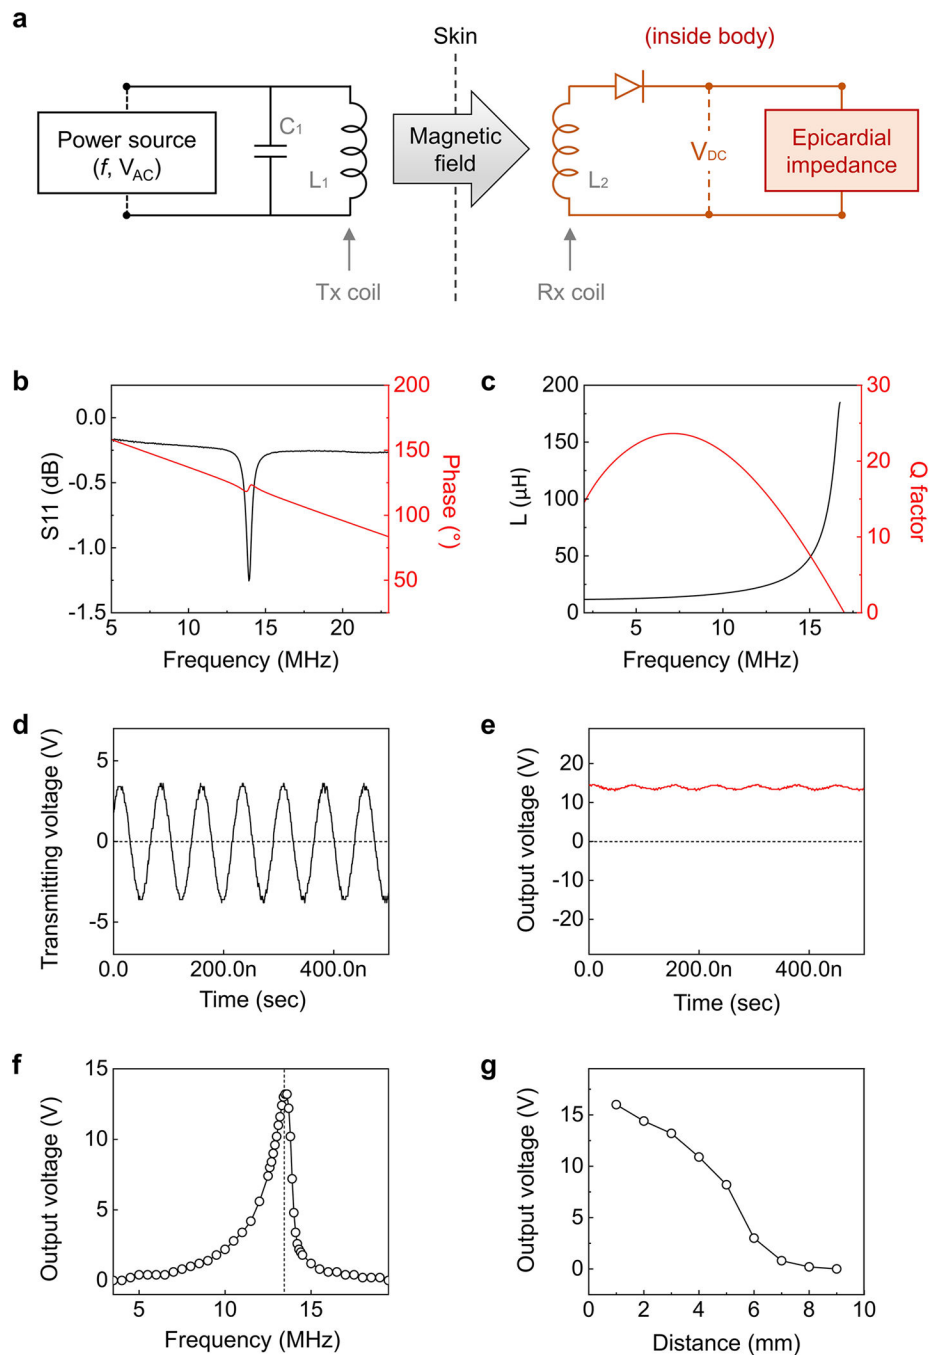 a
Skin
(inside body)
Power source
(f, VAC)
C1
L1
Magnetic
field
L2
VDC
Epicardial
impedance
Tx coil
Rx coil
b
0.0
-0.5
-1.0
-1.5
S11 (dB)
200
150
100
50
Phase (°)
5 10 15 20
Frequency (MHz)
c
200
150
100
50
0
L (μH)
30
20
10
0
Q factor
5 10 15
Frequency (MHz)
d
5
0
-5
Transmitting voltage (V)
0.0 200.0n 400.0n
Time (sec)
e
20
10
0
-10
-20
Output voltage (V)
0.0 200.0n 400.0n
Time (sec)
f
15
10
5
0
Output voltage (V)
5 10 15
Frequency (MHz)
g
15
10
5
0
Output voltage (V)
0 2 4 6 8 10
Distance (mm)